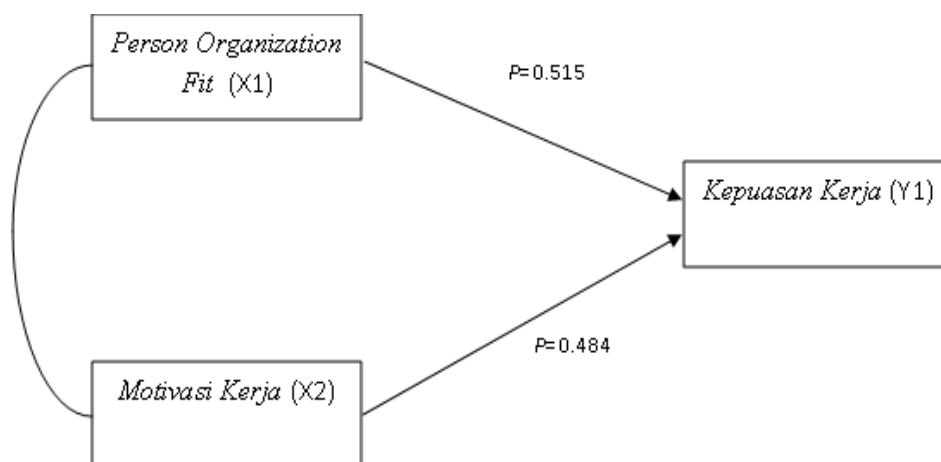 Person Organization
Fit (X1)
P=0.515
Kepuasan Kerja (Y1)
P=0.484
Motivasi Kerja (X2)